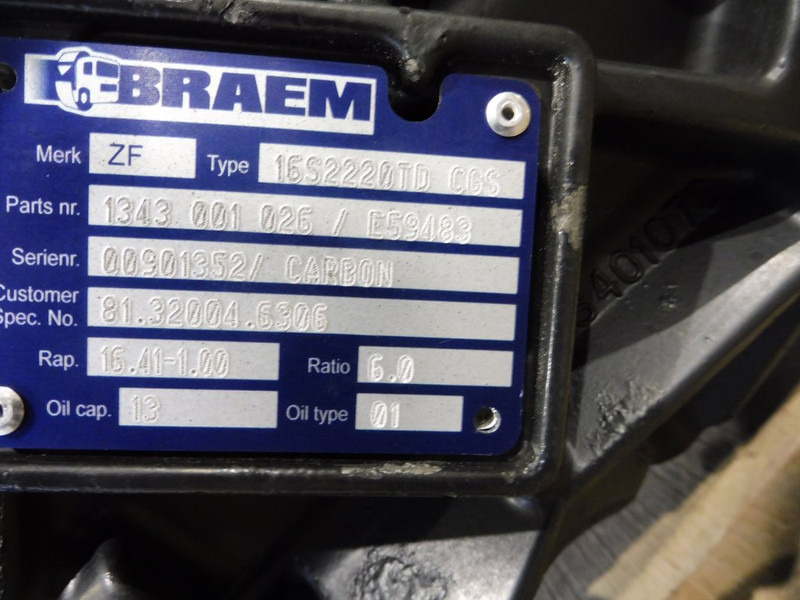 BRAEM
Merk ZF Type 16S2220TD CGS
Parts nr. 1343 001 026 / E59483
Serienr. 00901352/ CARBON
Customer
Spec. No. 81.32004.6306
Rap. 16.41-1.00 Ratio 6.0
Oil cap. 13 Oil type 01